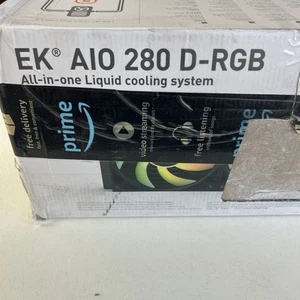 EK® AIO 280 D-RGB
All-in-one Liquid cooling system
free delivery
prime
video streaming
free listening
prime